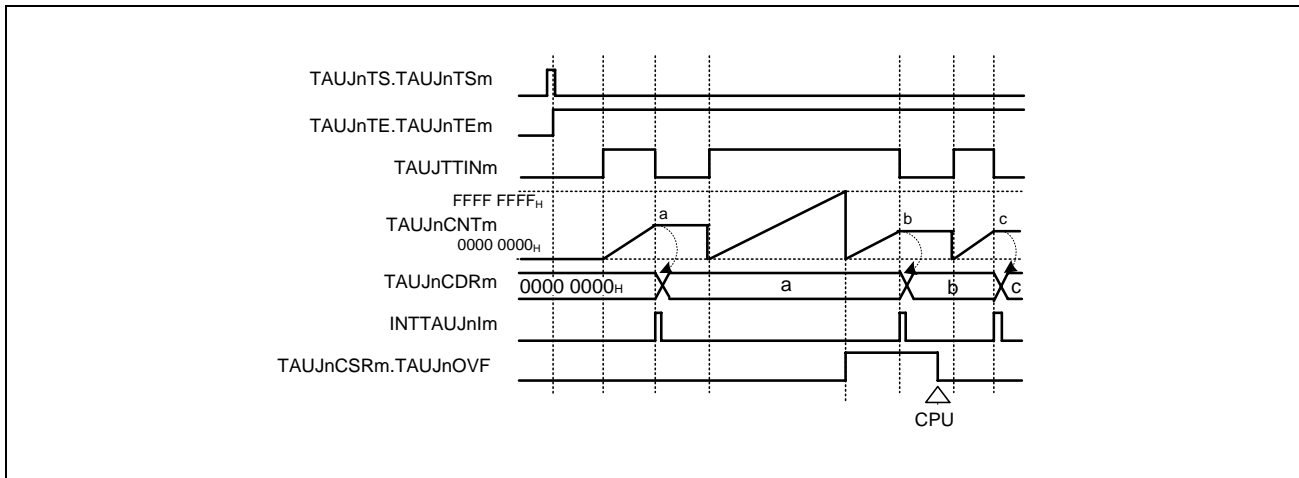 TAUJnTS.TAUJnTSm
TAUJnTE.TAUJnTEm
TAUJTTINm
FFFF FFFFH
TAUJnCNTm
0000 0000H
a
b
c
TAUJnCDRm
0000 0000H
a
b
c
INTTAUJnIm
TAUJnCSRm.TAUJnOVF
CPU